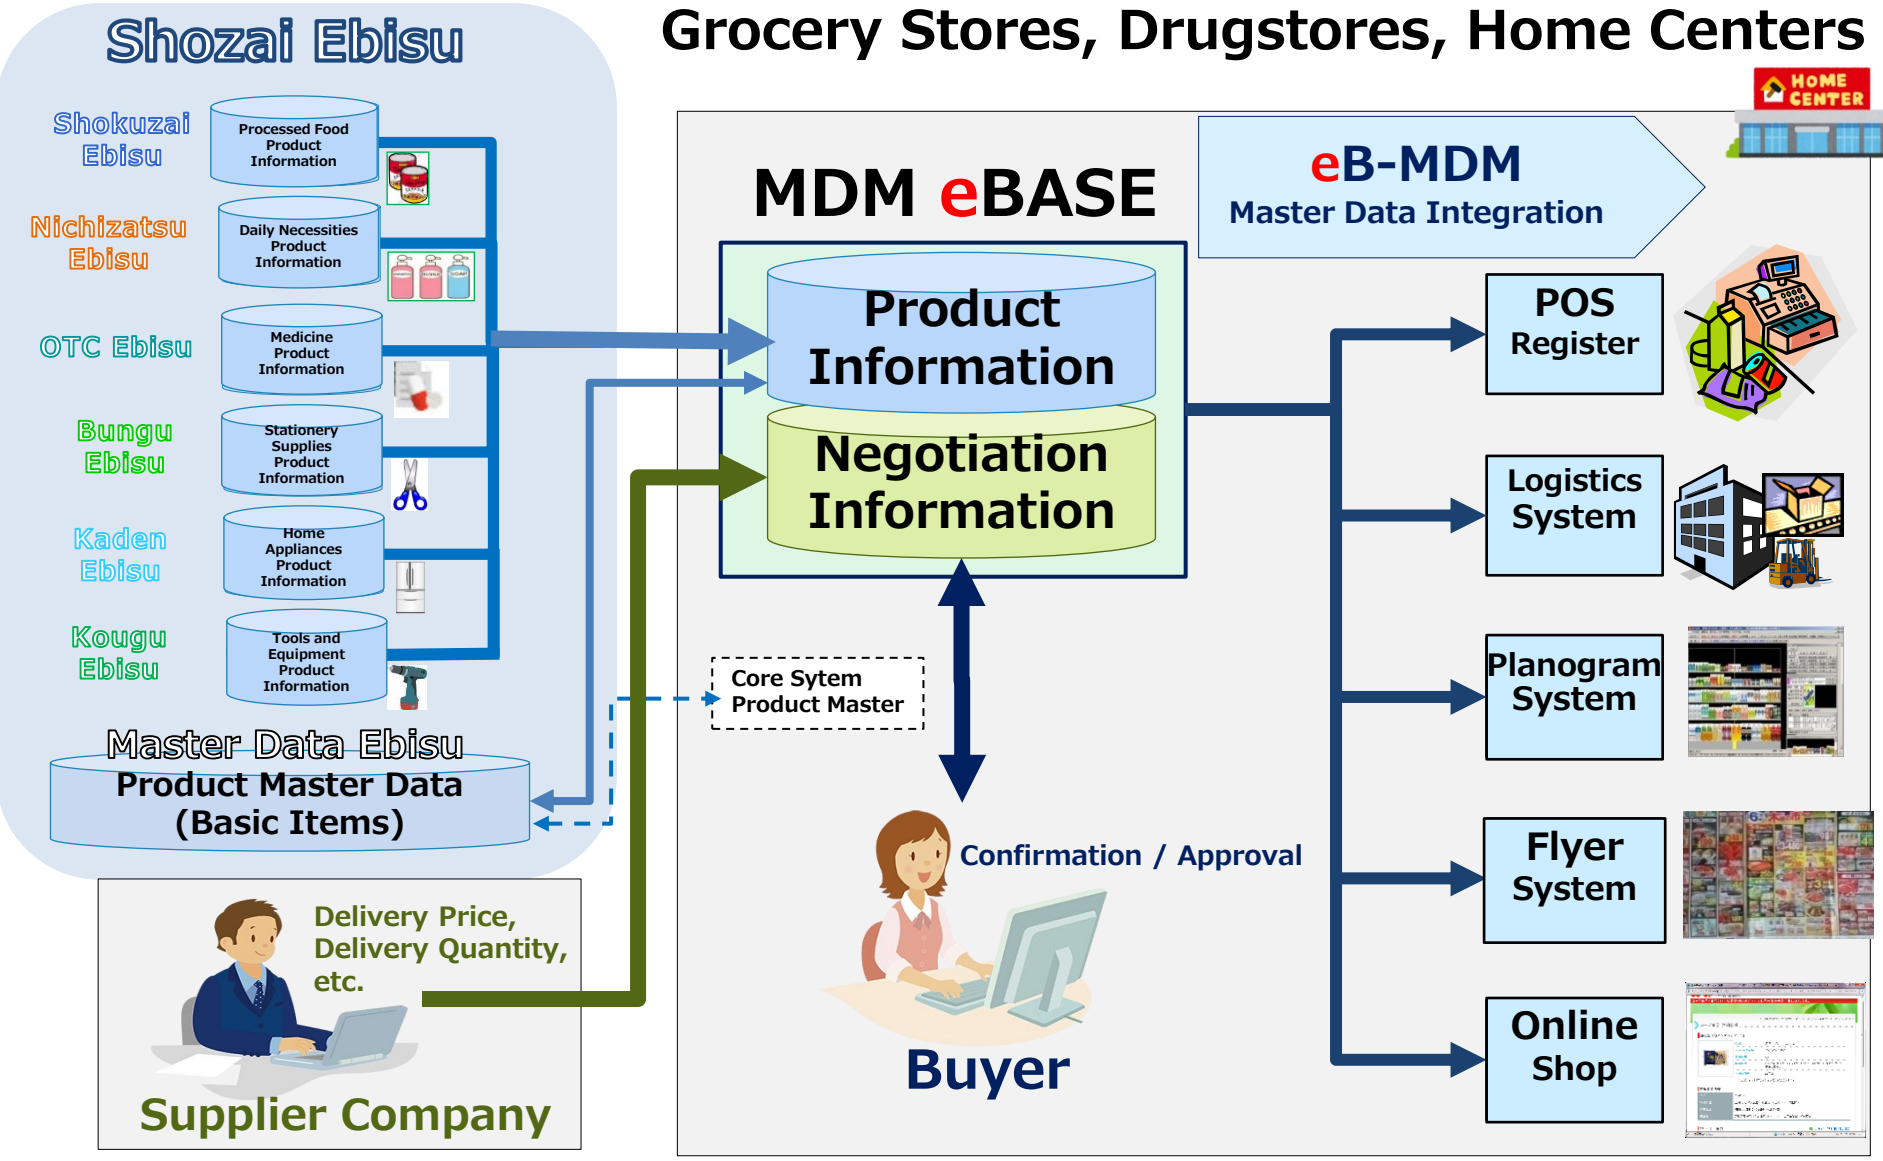 Shozai Ebisu
Grocery Stores, Drugstores, Home Centers
HOME
CENTER
Shokuzai
Ebisu
Processed Food
Product
Information
Nichizatsu
Ebisu
Daily Necessities
Product
Information
SOAP
OTC Ebisu
Medicine
Product
Information
Bungu
Ebisu
Stationery
Supplies
Product
Information
Kaden
Ebisu
Home
Appliances
Product
Information
Kougu
Ebisu
Tools and
Equipment
Product
Information
Master Data Ebisu
Product Master Data
(Basic Items)
Delivery Price,
Delivery Quantity,
etc.
Supplier Company
MDM eBASE
eB-MDM
Master Data Integration
Product
Information
Negotiation
Information
Core Sytem
Product Master
Confirmation / Approval
Buyer
POS
Register
Logistics
System
Planogram
System
Flyer
System
Online
Shop